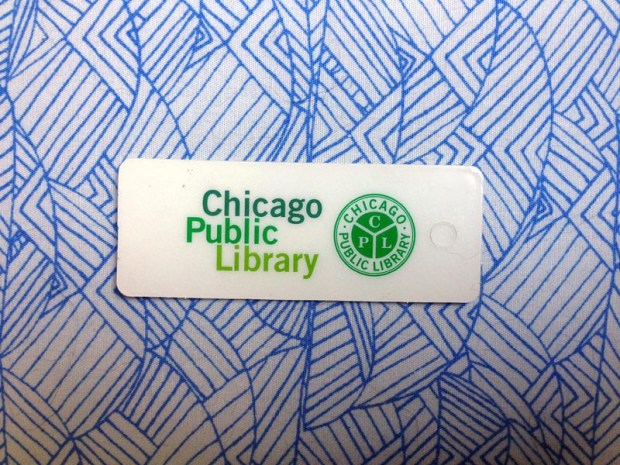 Chicago
Public
Library
· CHICAGO ·
PUBLIC LIBRARY
C
P L